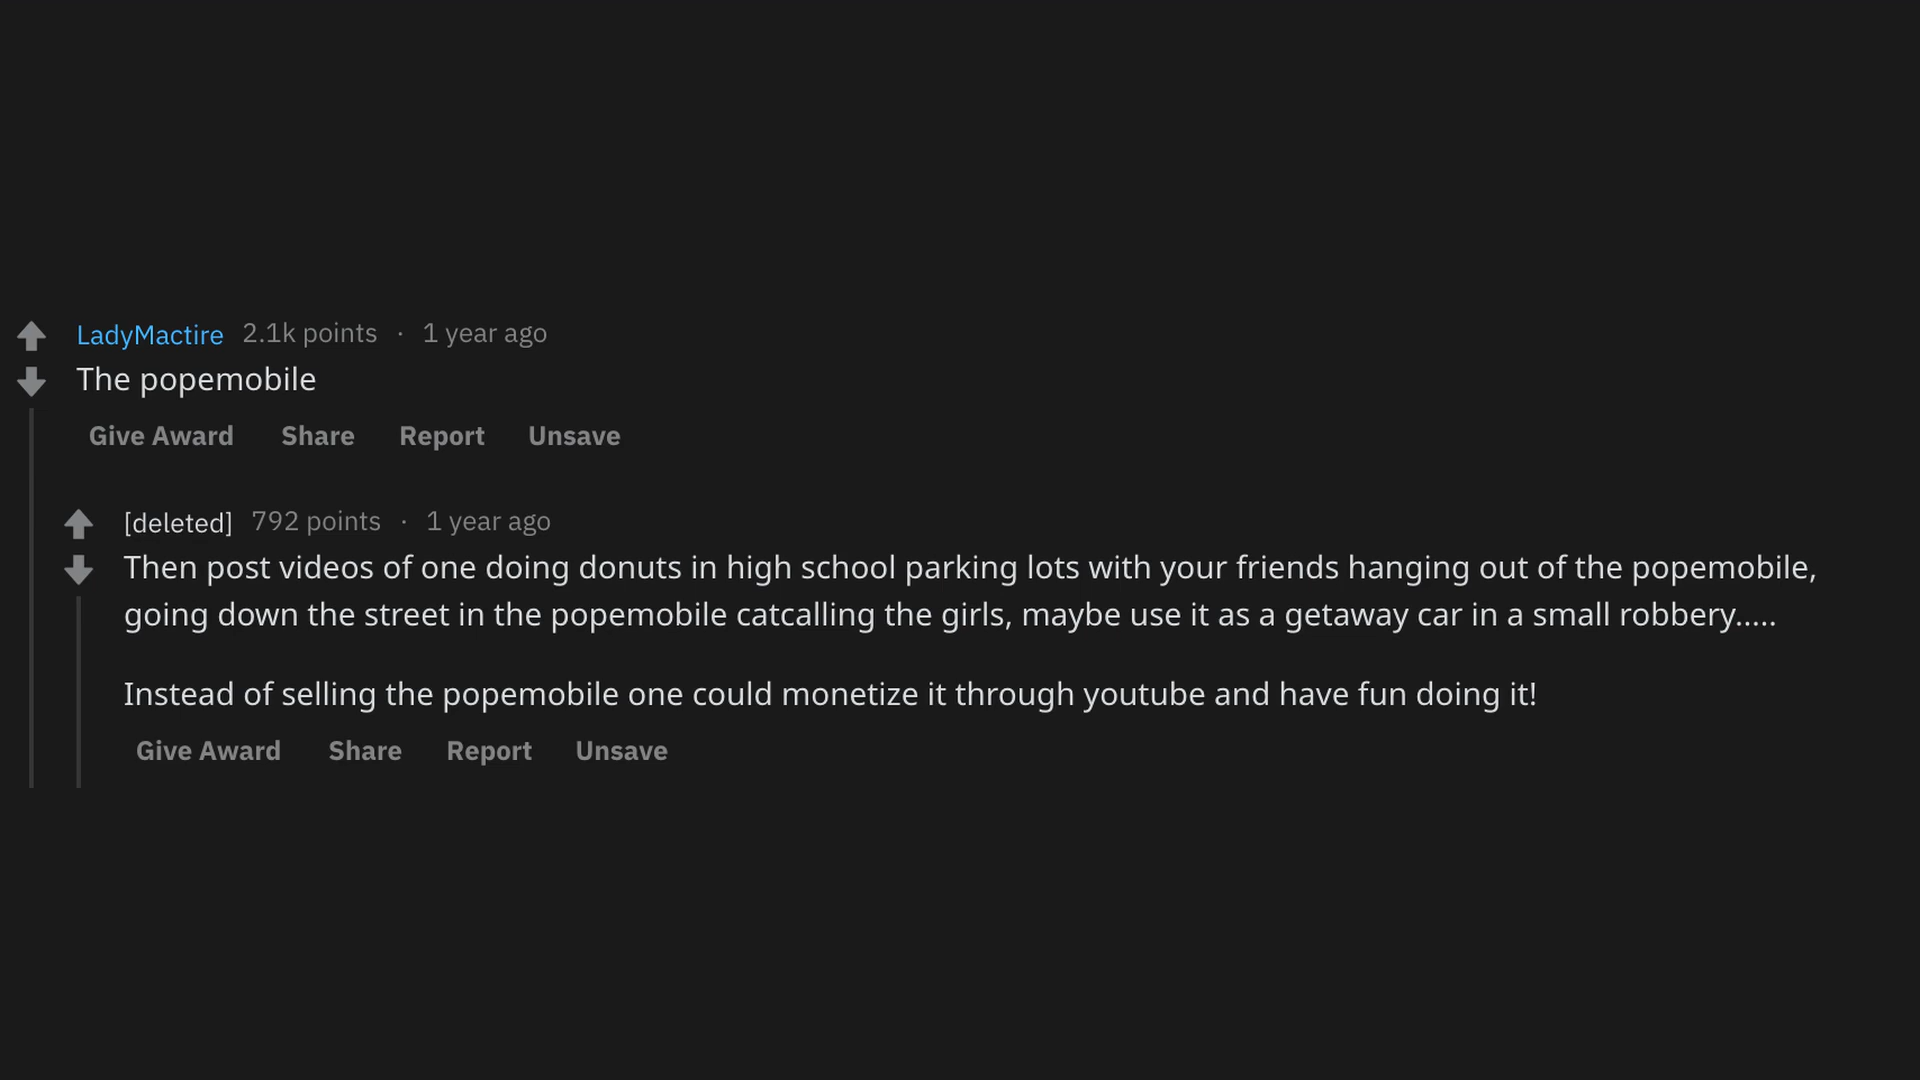 LadyMactire 2.1k points · 1 year ago
The popemobile
Give Award Share Report Unsave
[deleted] 792 points · 1 year ago
Then post videos of one doing donuts in high school parking lots with your friends hanging out of the popemobile,
going down the street in the popemobile catcalling the girls, maybe use it as a getaway car in a small robbery.....
Instead of selling the popemobile one could monetize it through youtube and have fun doing it!
Give Award Share Report Unsave